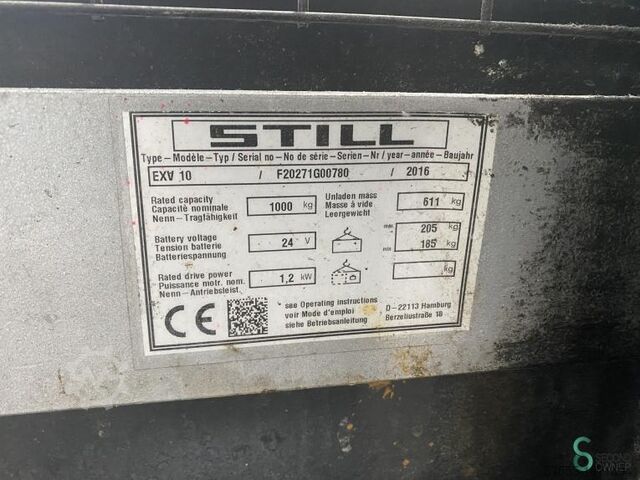 STILL
Type – Modèle – Typ / Serial no – No de série – Serien – Nr / year – année – Baujahr
EXV 10 / F20271G00780 / 2016
Rated capacity
Capacité nominale 1000 kg
Nenn – Tragfähigkeit
Unladen mass
Masse à vide 611 kg
Leergewicht
Battery voltage
Tension batterie 24 V
Batteriespannung
max 205 kg
min 185 kg
Rated drive power
Puissance motr. nom. 1,2 kW
Nenn – Antriebsleist.
kg
CE
see Operating instructions
voir Mode d'emploi
siehe Betriebsanleitung
D – 22113 Hamburg
Berzeliustraße 10
SECOND
OWNER